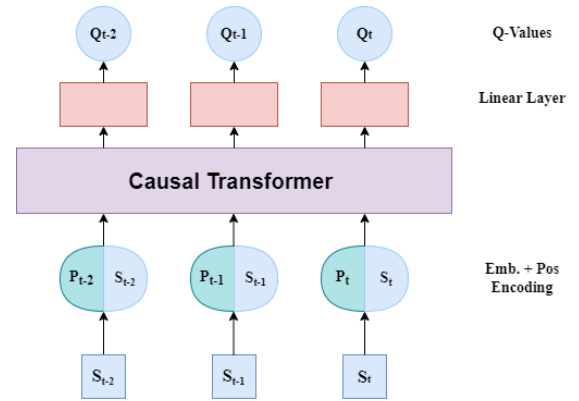 Qt-2 Qt-1 Qt Q-Values
Linear Layer
Causal Transformer
Pt-2 St-2 Pt-1 St-1 Pt St Emb. + Pos
Encoding
St-2 St-1 St